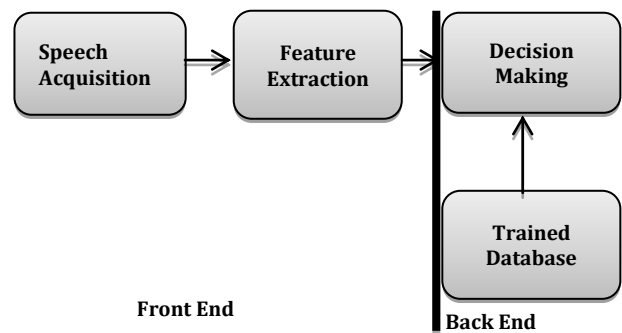 Speech
Acquisition
Feature
Extraction
Decision
Making
Trained
Database
Front End
Back End